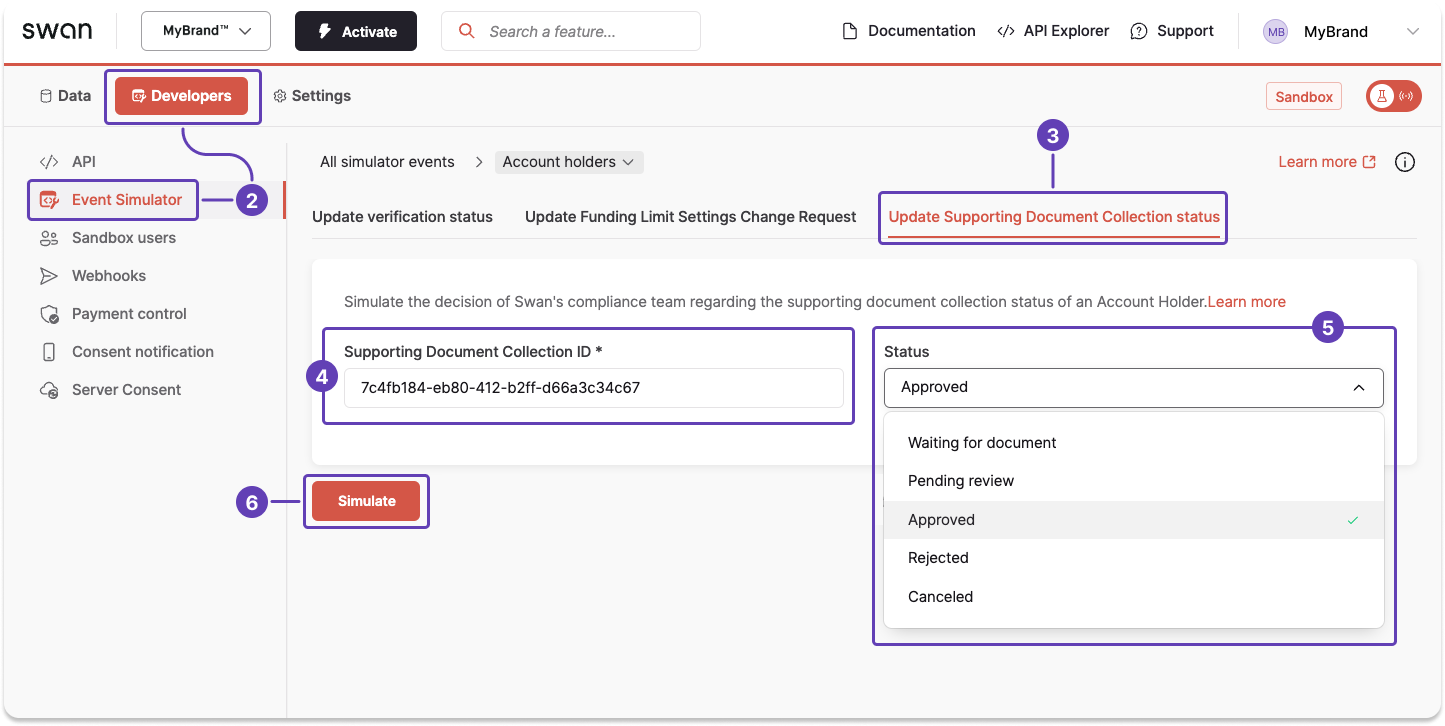 swan
MyBrand™
Activate
Search a feature...
Documentation
API Explorer
Support
MB
MyBrand
Data
Developers
Settings
Sandbox
3
API
All simulator events
Account holders
Learn more
Event Simulator
2
Update verification status
Update Funding Limit Settings Change Request
Update Supporting Document Collection status
Sandbox users
Webhooks
Payment control
Consent notification
Server Consent
Simulate the decision of Swan's compliance team regarding the supporting document collection status of an Account Holder.Learn more
4
Supporting Document Collection ID *
7c4fb184-eb80-412-b2ff-d66a3c34c67
5
Status
Approved
Waiting for document
Pending review
Approved
Rejected
Canceled
6
Simulate